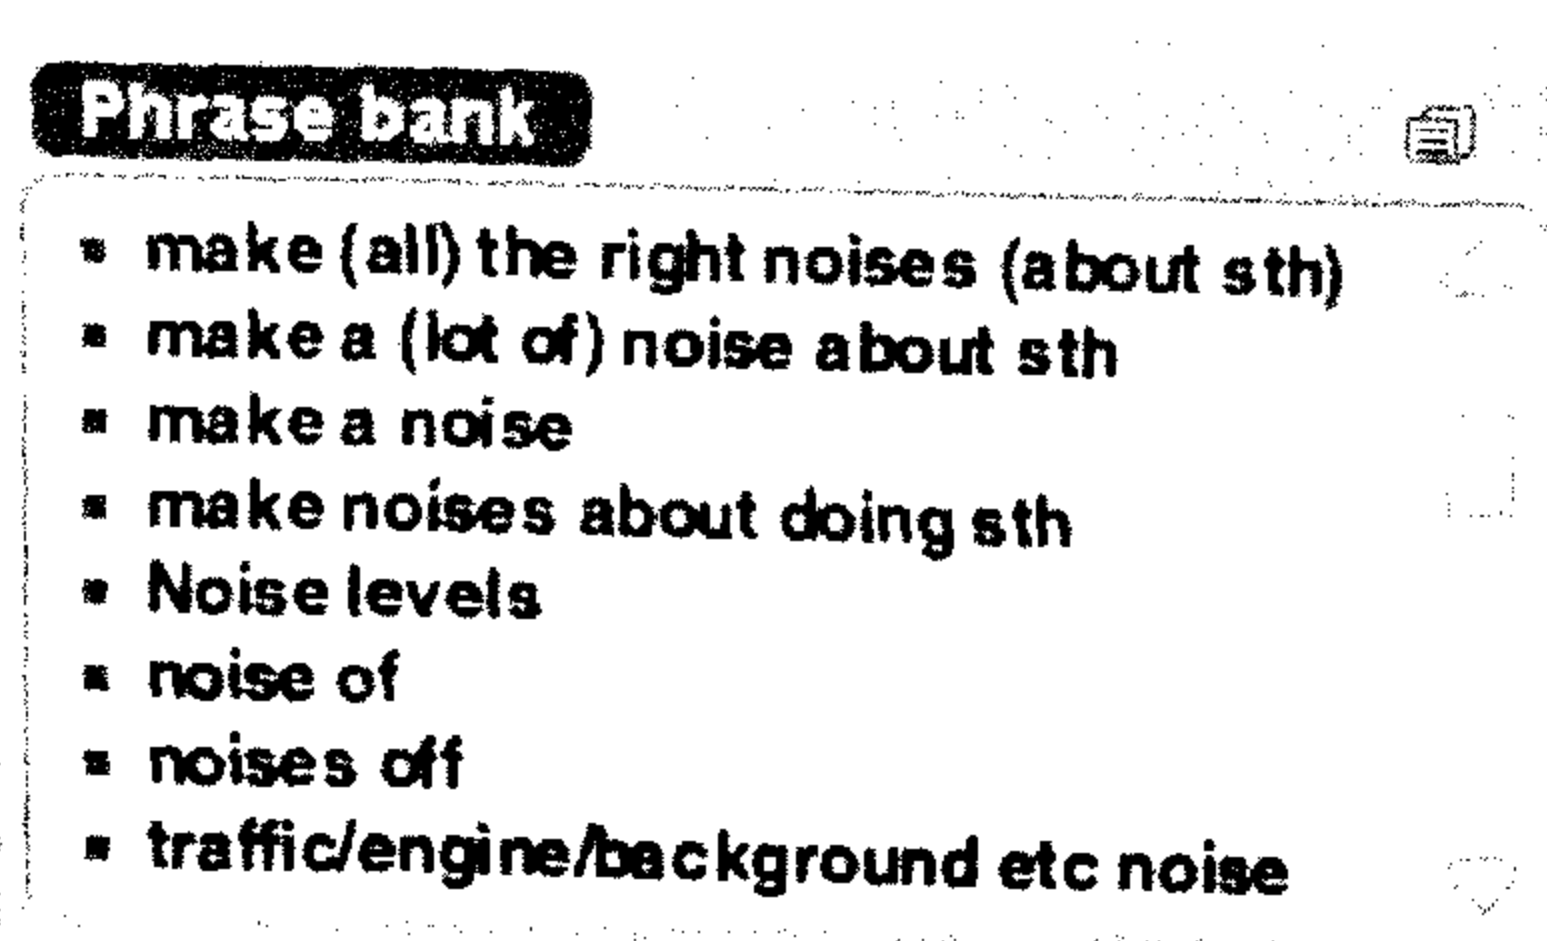 Phrase bank
▪ make (all) the right noises (about sth)
▪ make a (lot of) noise about sth
▪ make a noise
▪ make noises about doing sth
▪ Noise levels
▪ noise of
▪ noises off
▪ traffic/engine/background etc noise